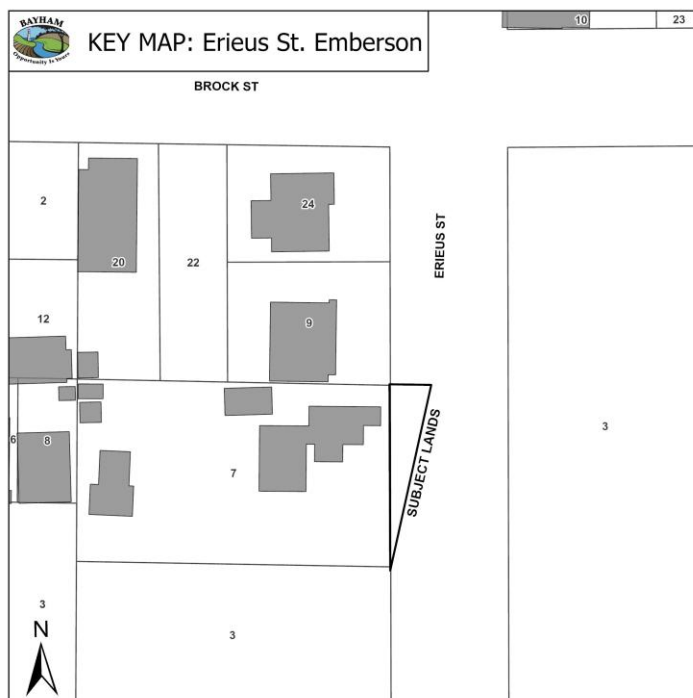 BAYHAM
Opportunity Is Yours
KEY MAP: Erieus St. Emberson
10
23
BROCK ST
2
24
20
22
ERIEUS ST
12
9
6
8
7
SUBJECT LANDS
3
3
3
N